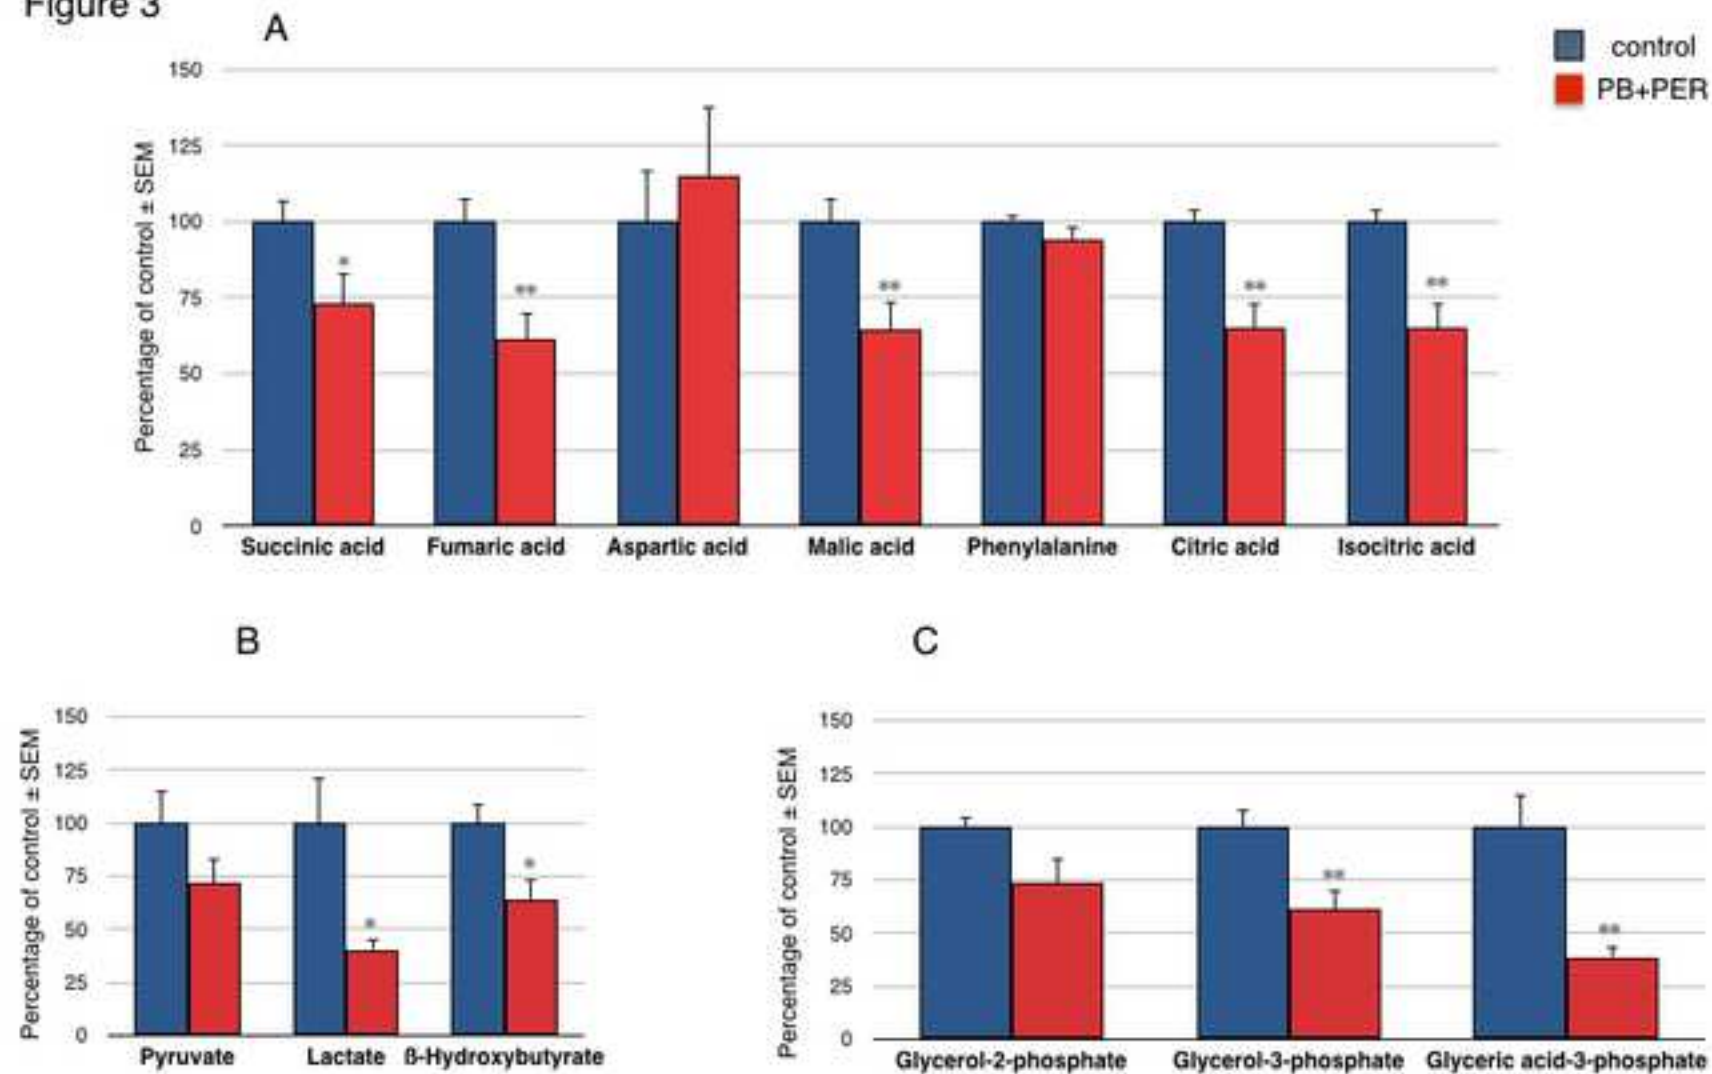 Figure 3
A
control
PB+PER
Percentage of control ± SEM
150
125
100
75
50
25
0
*
**
**
**
**
Succinic acid Fumaric acid Aspartic acid Malic acid Phenylalanine Citric acid Isocitric acid
B
Percentage of control ± SEM
150
125
100
75
50
25
0
*
*
Pyruvate Lactate ß-Hydroxybutyrate
C
Percentage of control ± SEM
150
125
100
75
50
25
0
**
**
Glycerol-2-phosphate Glycerol-3-phosphate Glyceric acid-3-phosphate